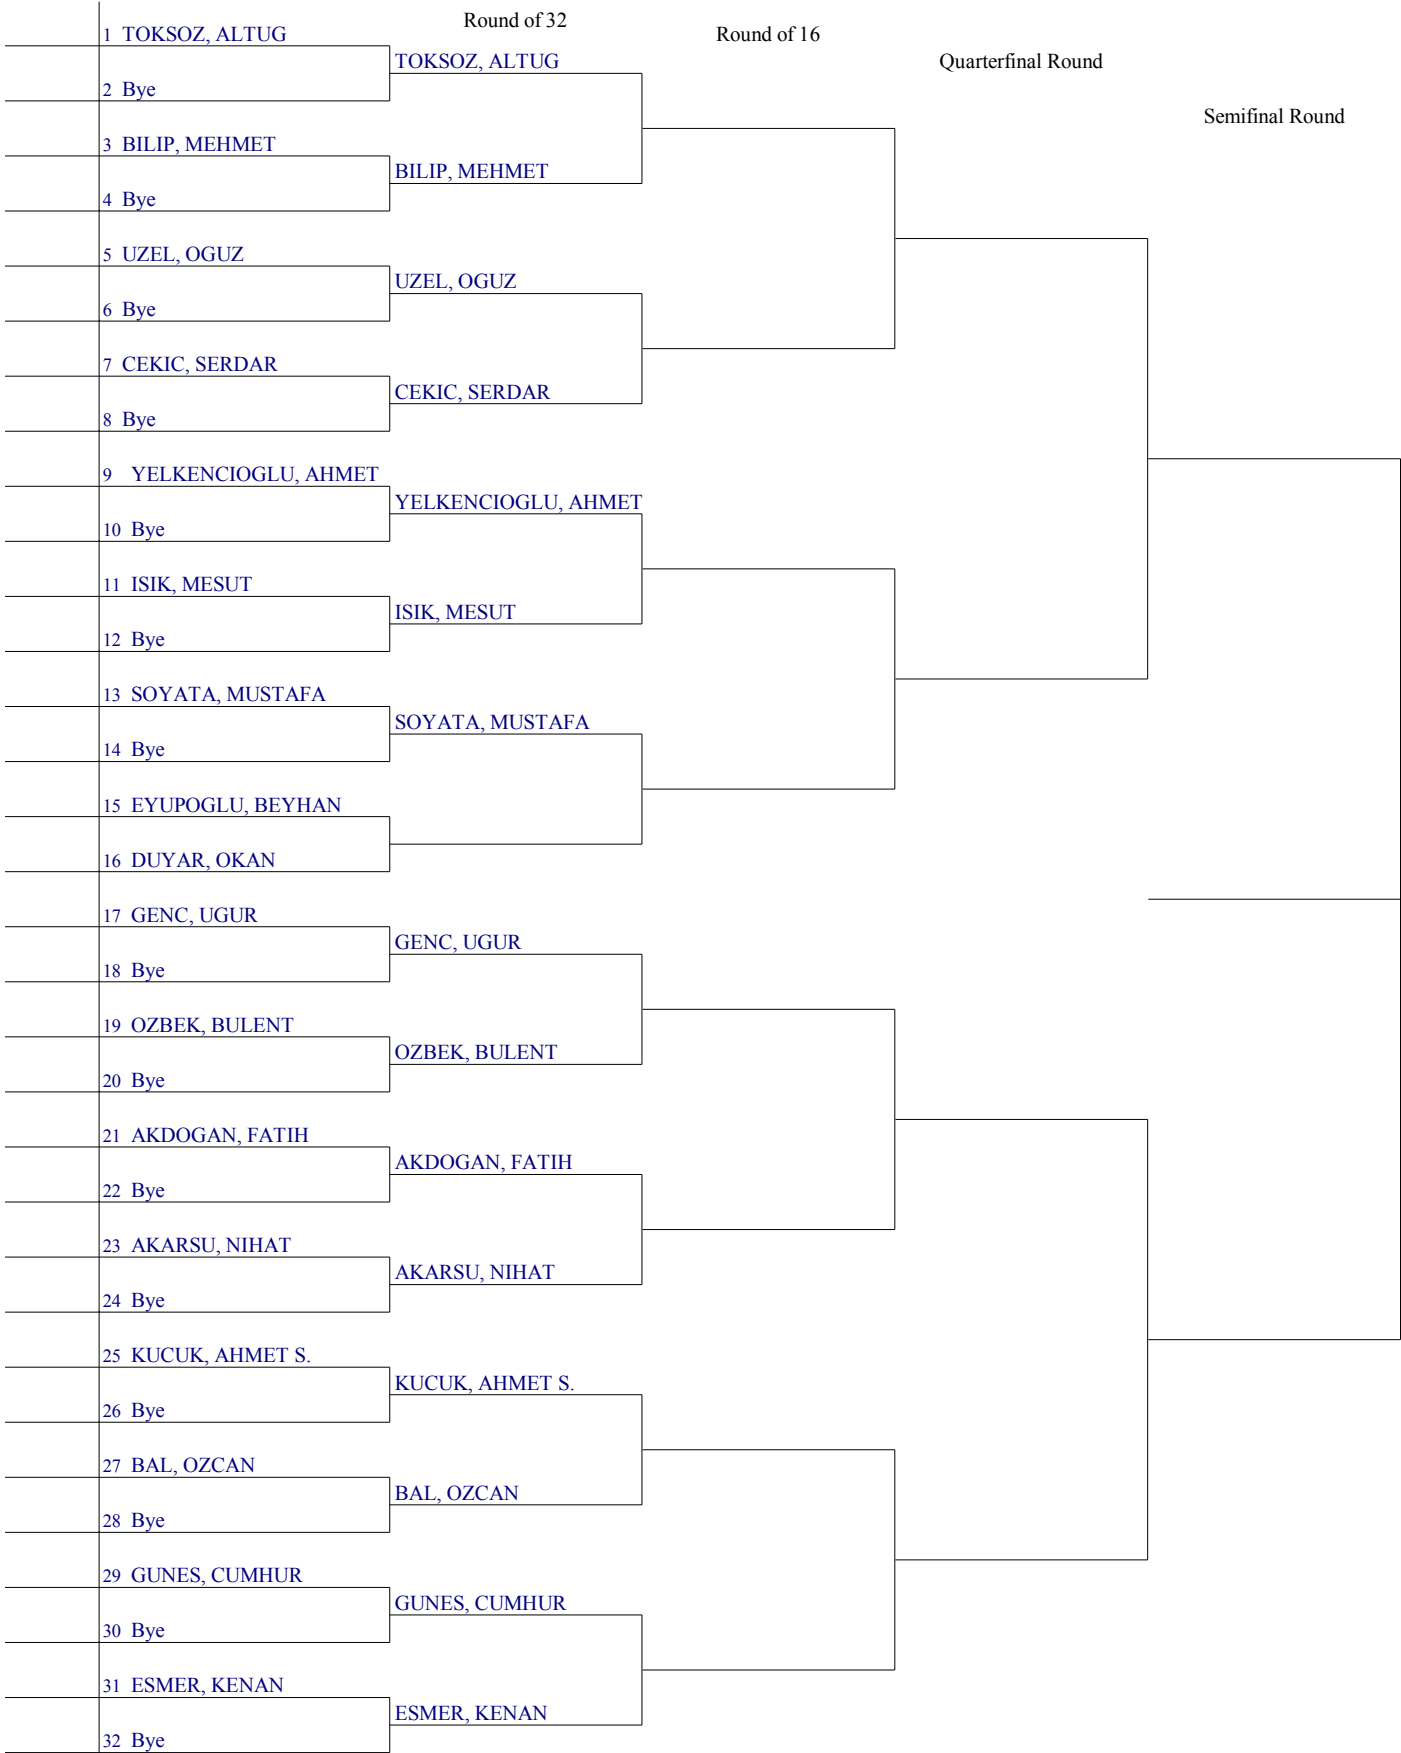 Round of 32
Round of 16
Quarterfinal Round
Semifinal Round
1 TOKSOZ, ALTUG
TOKSOZ, ALTUG
2 Bye
3 BILIP, MEHMET
BILIP, MEHMET
4 Bye
5 UZEL, OGUZ
UZEL, OGUZ
6 Bye
7 CEKIC, SERDAR
CEKIC, SERDAR
8 Bye
9 YELKENCIOGLU, AHMET
YELKENCIOGLU, AHMET
10 Bye
11 ISIK, MESUT
ISIK, MESUT
12 Bye
13 SOYATA, MUSTAFA
SOYATA, MUSTAFA
14 Bye
15 EYUPOGLU, BEYHAN
16 DUYAR, OKAN
17 GENC, UGUR
GENC, UGUR
18 Bye
19 OZBEK, BULENT
OZBEK, BULENT
20 Bye
21 AKDOGAN, FATIH
AKDOGAN, FATIH
22 Bye
23 AKARSU, NIHAT
AKARSU, NIHAT
24 Bye
25 KUCUK, AHMET S.
KUCUK, AHMET S.
26 Bye
27 BAL, OZCAN
BAL, OZCAN
28 Bye
29 GUNES, CUMHUR
GUNES, CUMHUR
30 Bye
31 ESMER, KENAN
ESMER, KENAN
32 Bye